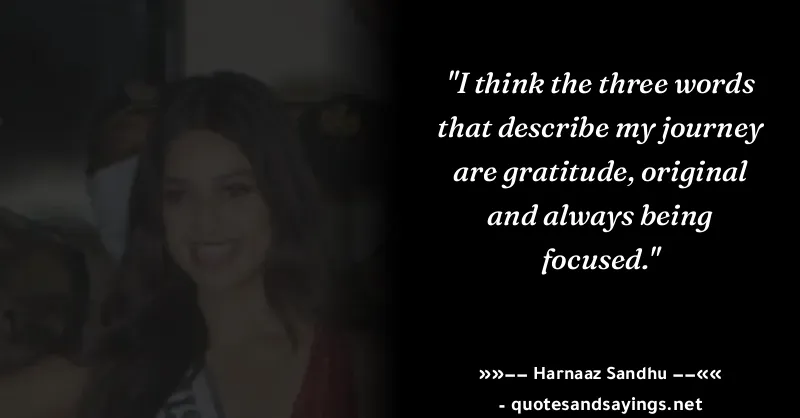 "I think the three words
that describe my journey
are gratitude, original
and always being
focused."
»»−− Harnaaz Sandhu −−««
- quotesandsayings.net